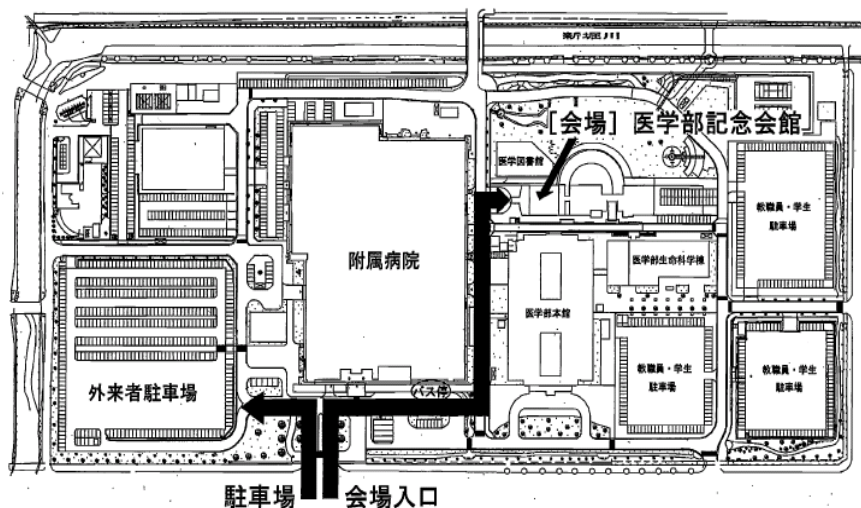 [会場] 医学部記念会館
医学図書館
教職員・学生
駐車場
附属病院
医学部生命科学棟
医学部本館
教職員・学生
駐車場
教職員・学生
駐車場
外来者駐車場
バス停
駐車場
会場入口